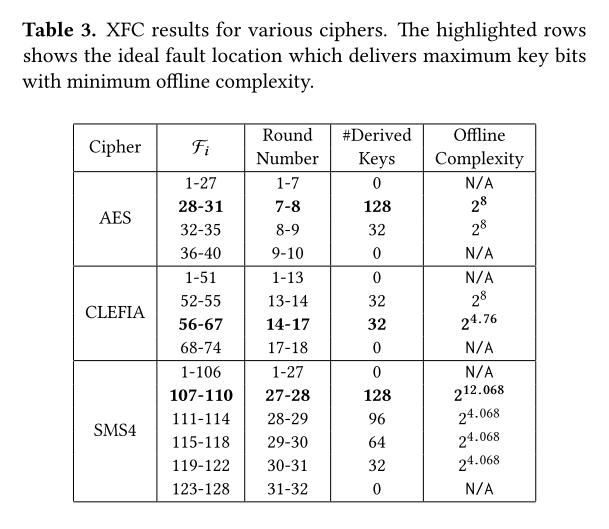 Table 3. XFC results for various ciphers. The highlighted rows
shows the ideal fault location which delivers maximum key bits
with minimum offline complexity.
Cipher ℱᵢ Round Number #Derived Keys Offline Complexity
AES
1-27 1-7 0 N/A
28-31 7-8 128 2^8
32-35 8-9 32 2^8
36-40 9-10 0 N/A
CLEFIA
1-51 1-13 0 N/A
52-55 13-14 32 2^8
56-67 14-17 32 2^4.76
68-74 17-18 0 N/A
SMS4
1-106 1-27 0 N/A
107-110 27-28 128 2^12.068
111-114 28-29 96 2^4.068
115-118 29-30 64 2^4.068
119-122 30-31 32 2^4.068
123-128 31-32 0 N/A